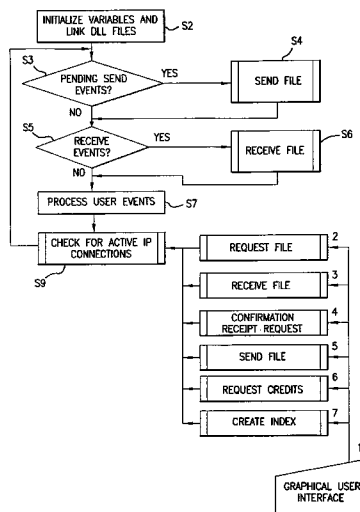 INITIALIZE VARIABLES AND
LINK DLL FILES
S2
S3
PENDING SEND
EVENTS?
YES
NO
S4
SEND FILE
S5
RECEIVE
EVENTS?
YES
NO
S6
RECEIVE FILE
PROCESS USER EVENTS
S7
CHECK FOR ACTIVE IP
CONNECTIONS
S9
2
REQUEST FILE
3
RECEIVE FILE
4
CONFIRMATION
RECEIPT REQUEST
5
SEND FILE
6
REQUEST CREDITS
7
CREATE INDEX
1
GRAPHICAL USER
INTERFACE